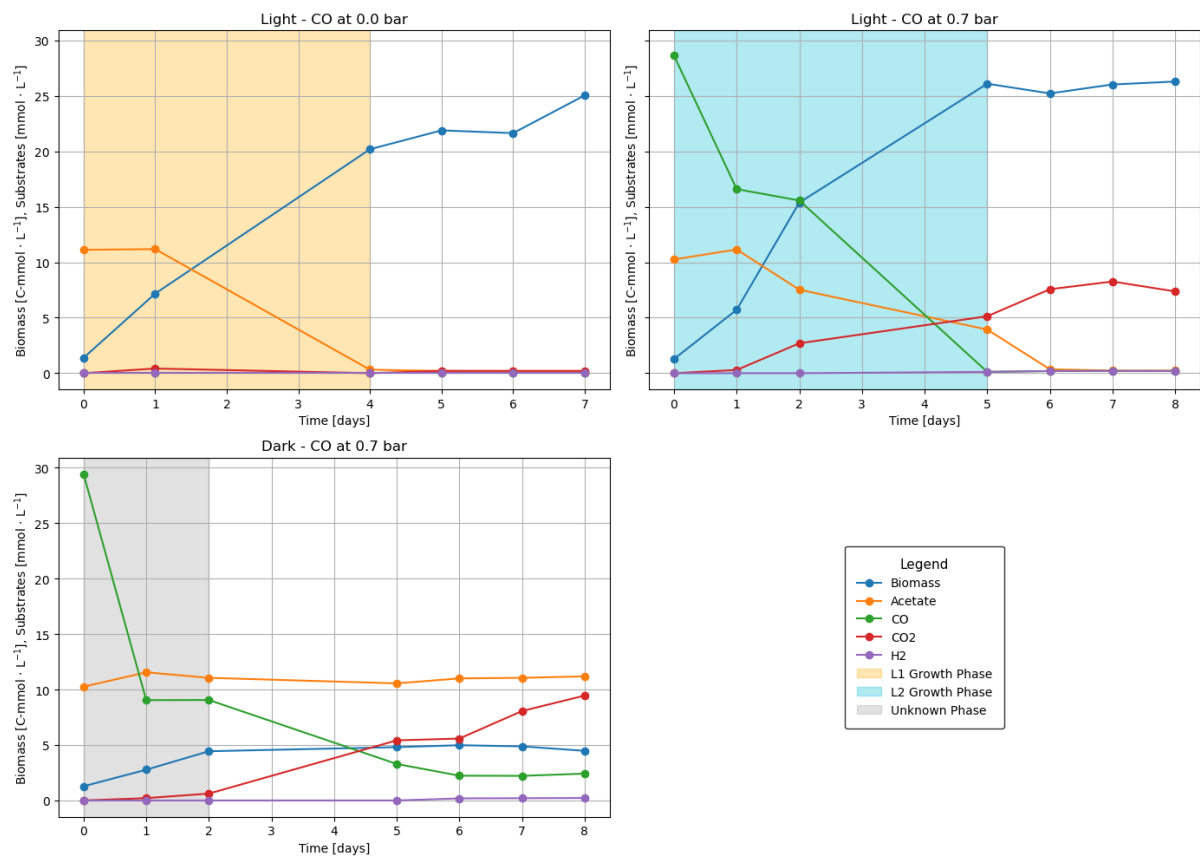 Light - CO at 0.0 bar
Biomass [C-mmol · L⁻¹], Substrates [mmol · L⁻¹]
30
25
20
15
10
5
0
0 1 2 3 4 5 6 7
Time [days]
Light - CO at 0.7 bar
Biomass [C-mmol · L⁻¹], Substrates [mmol · L⁻¹]
0 1 2 3 4 5 6 7 8
Time [days]
Dark - CO at 0.7 bar
Biomass [C-mmol · L⁻¹], Substrates [mmol · L⁻¹]
30
25
20
15
10
5
0
0 1 2 3 4 5 6 7 8
Time [days]
Legend
Biomass
Acetate
CO
CO2
H2
L1 Growth Phase
L2 Growth Phase
Unknown Phase